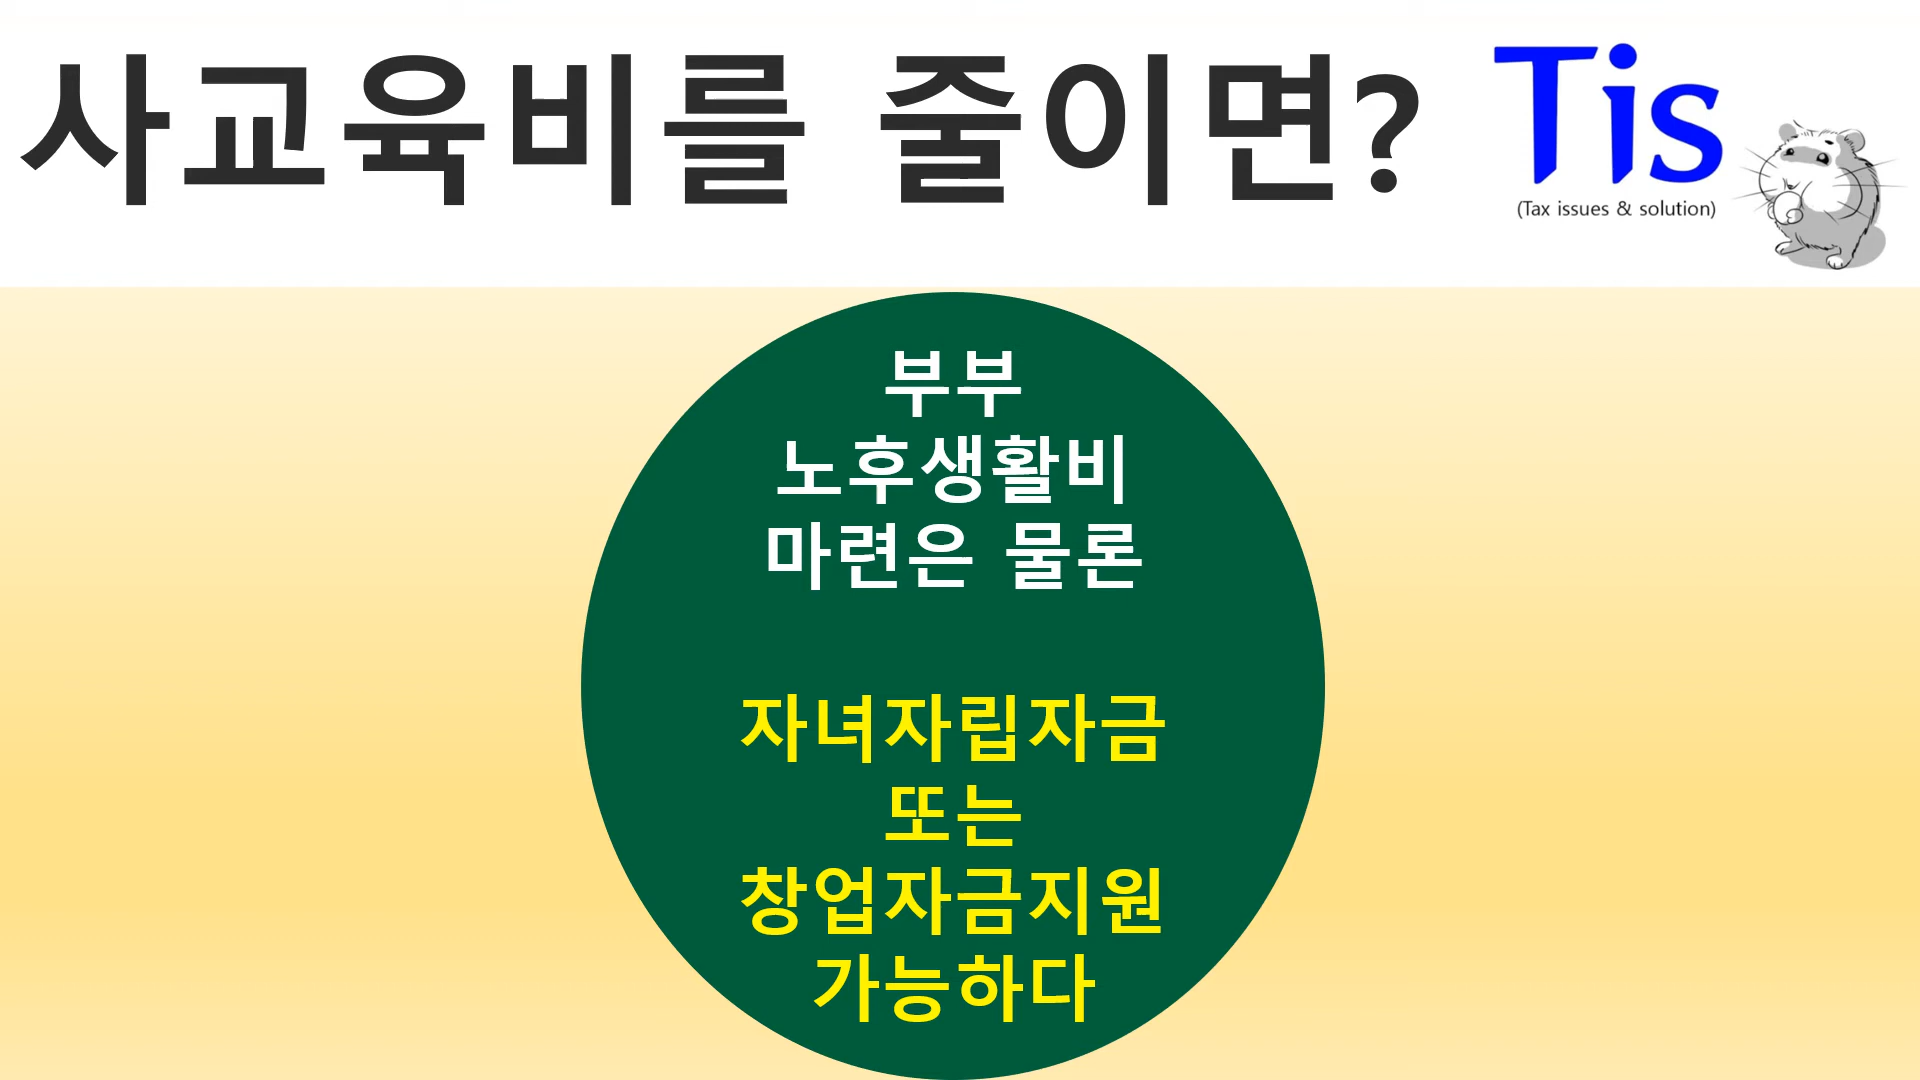 사교육비를 줄이면?
Tis
(Tax issues & solution)
부부
노후생활비
마련은 물론
자녀자립자금
또는
창업자금지원
가능하다